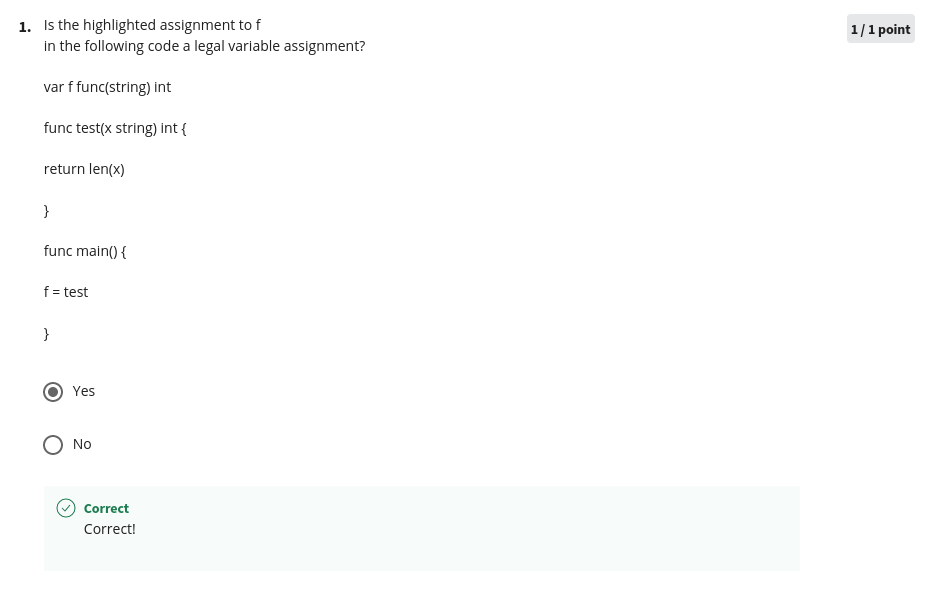 1. Is the highlighted assignment to f
1 / 1 point
in the following code a legal variable assignment?
var f func(string) int
func test(x string) int {
return len(x)
}
func main() {
f = test
}
Yes
No
Correct
Correct!